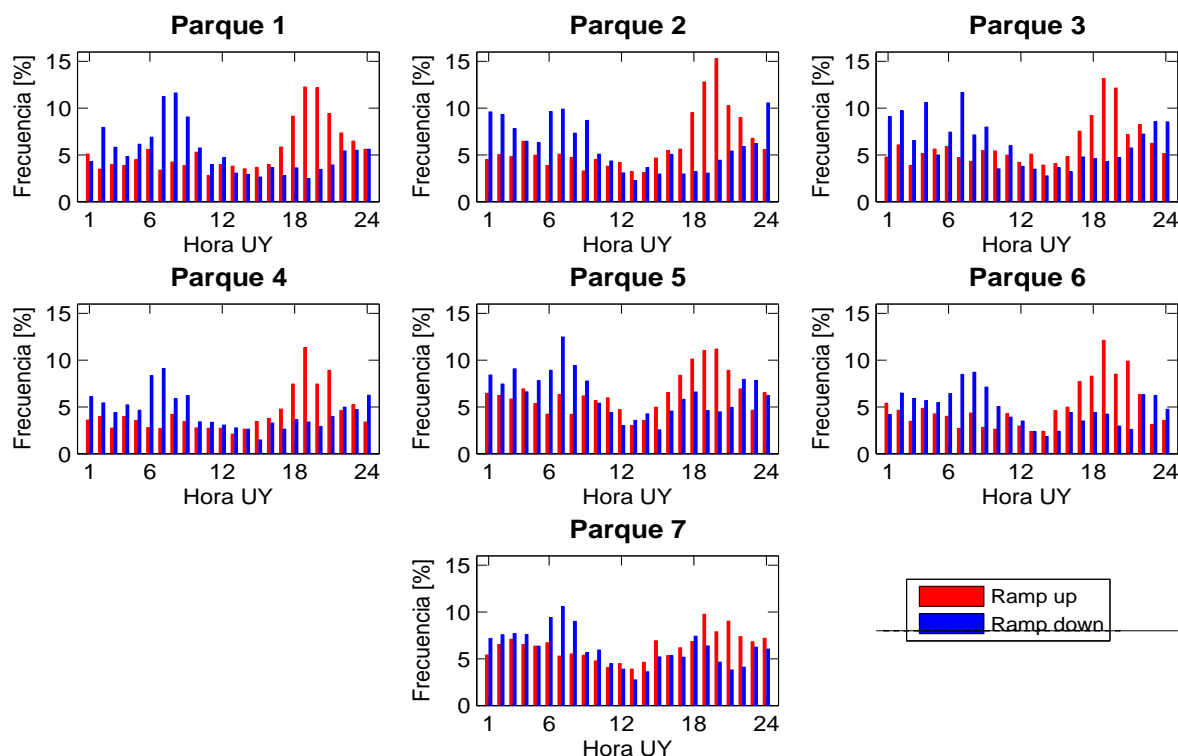 Parque 1
Frecuencia [%]
15
10
5
0
1 6 12 18 24
Hora UY
Parque 2
Frecuencia [%]
15
10
5
0
1 6 12 18 24
Hora UY
Parque 3
Frecuencia [%]
15
10
5
0
1 6 12 18 24
Hora UY
Parque 4
Frecuencia [%]
15
10
5
0
1 6 12 18 24
Hora UY
Parque 5
Frecuencia [%]
15
10
5
0
1 6 12 18 24
Hora UY
Parque 6
Frecuencia [%]
15
10
5
0
1 6 12 18 24
Hora UY
Parque 7
Frecuencia [%]
15
10
5
0
1 6 12 18 24
Hora UY
Ramp up
Ramp down